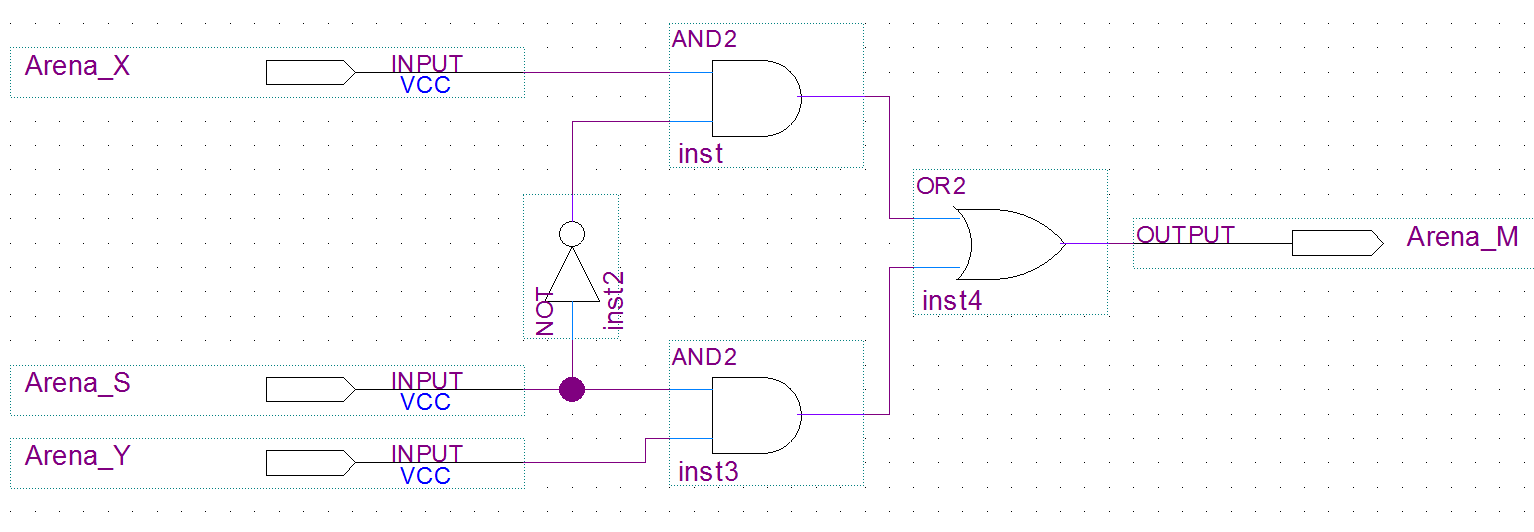 AND2
Arena_X
INPUT
VCC
inst
OR2
NOT
inst2
OUTPUT
Arena_M
inst4
AND2
Arena_S
INPUT
VCC
Arena_Y
INPUT
VCC
inst3